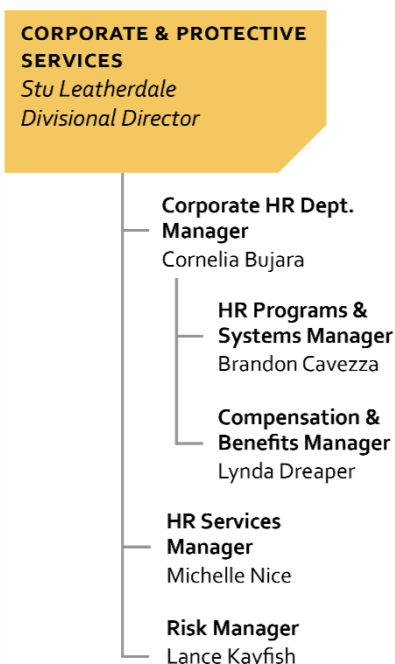 CORPORATE & PROTECTIVE
SERVICES
Stu Leatherdale
Divisional Director
Corporate HR Dept.
Manager
Cornelia Bujara
HR Programs &
Systems Manager
Brandon Cavezza
Compensation &
Benefits Manager
Lynda Dreaper
HR Services
Manager
Michelle Nice
Risk Manager
Lance Kayfish